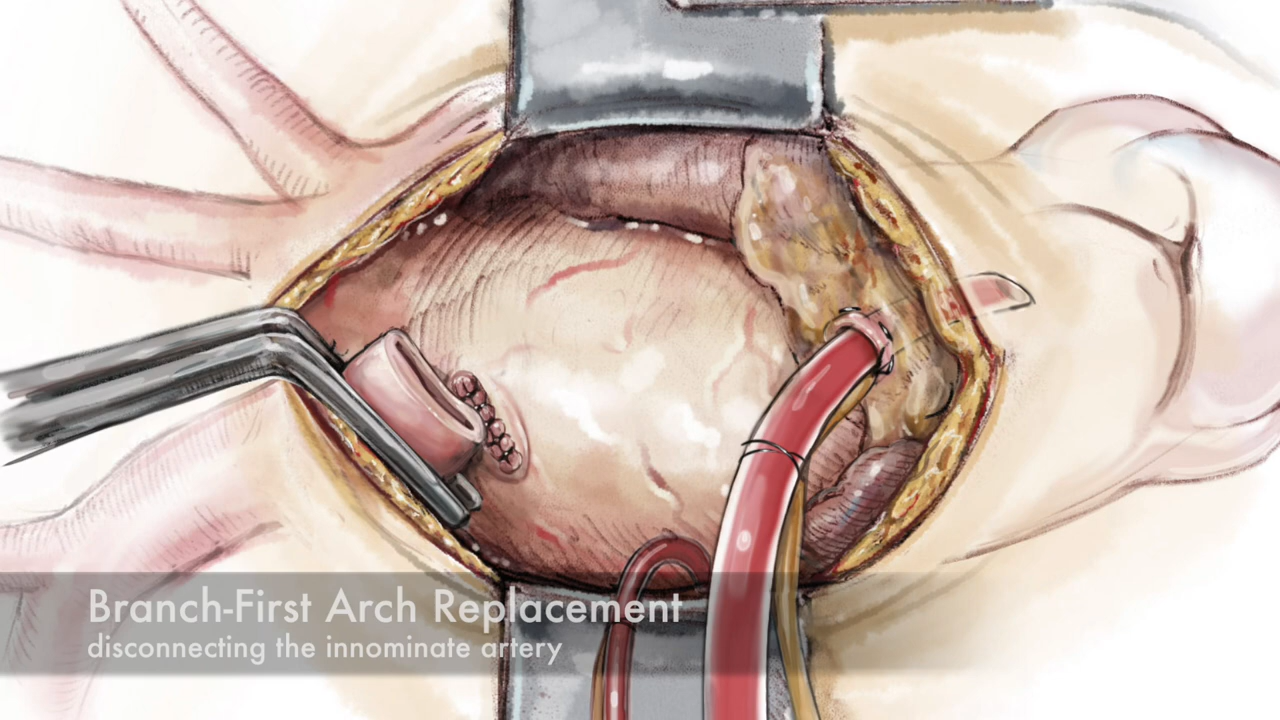 Branch-First Arch Replacement
disconnecting the innominate artery